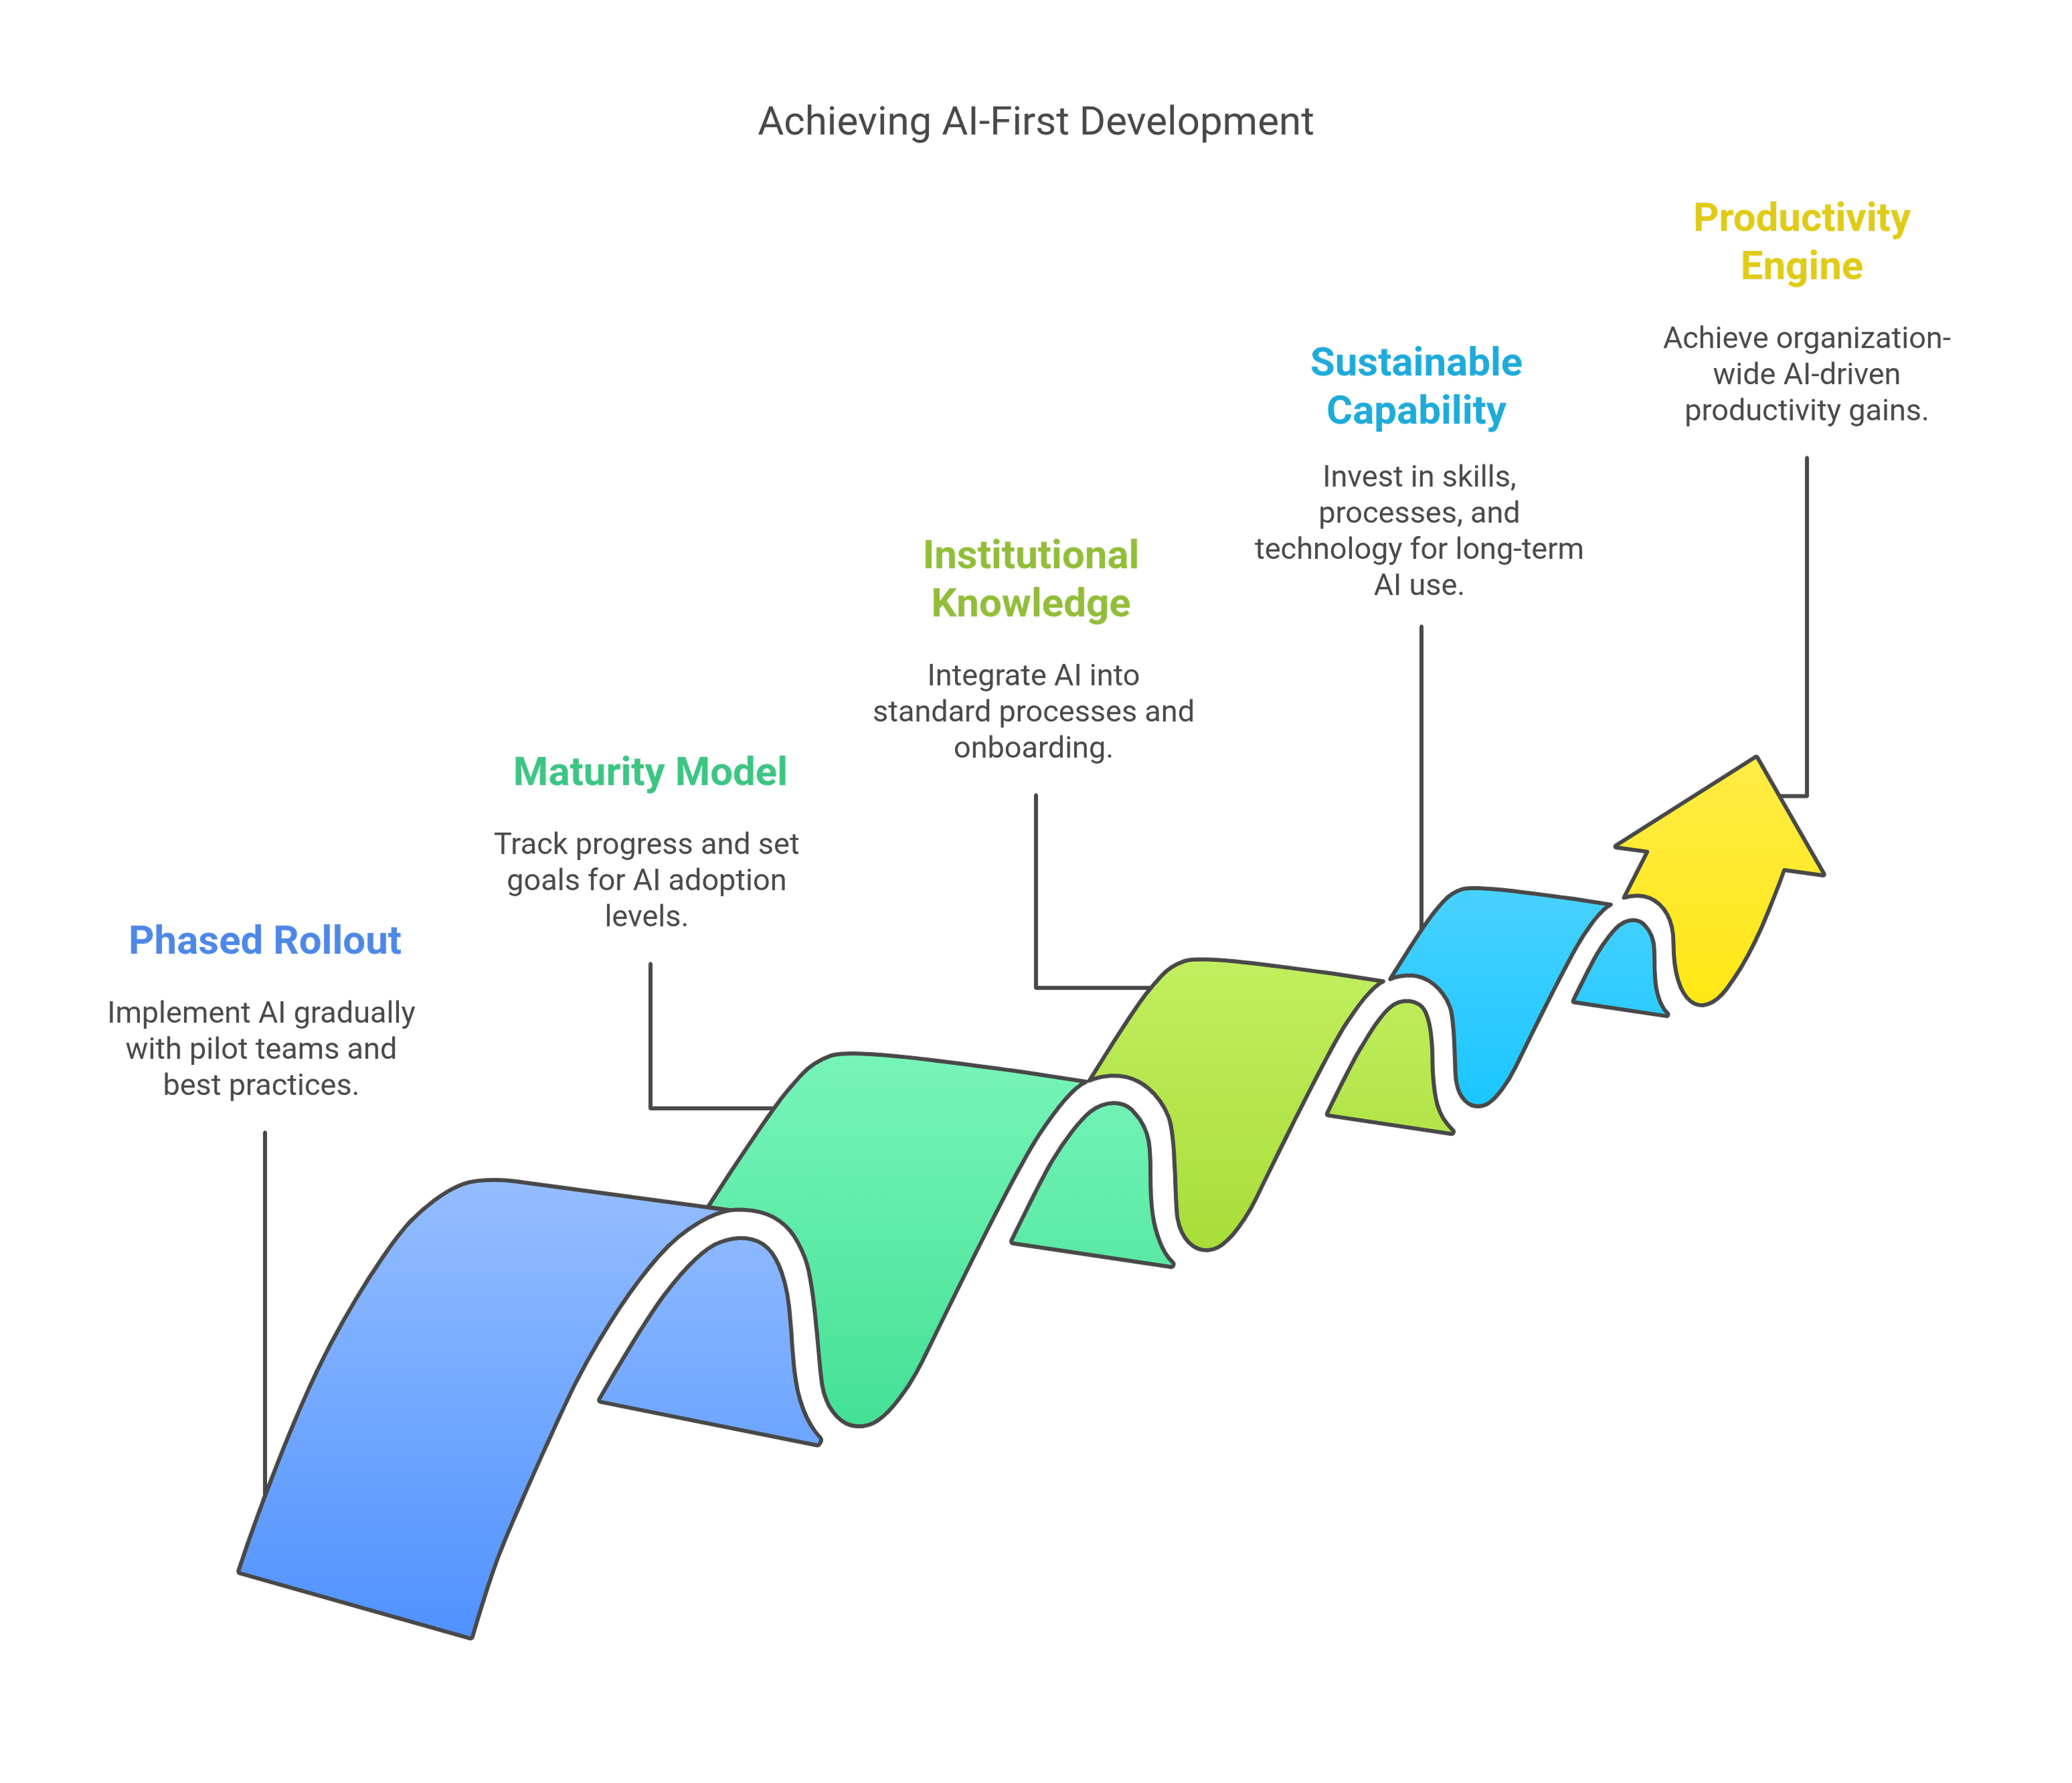 Achieving AI-First Development
Productivity
Engine
Achieve organization-
wide AI-driven
productivity gains.
Sustainable
Capability
Invest in skills,
processes, and
technology for long-term
AI use.
Institutional
Knowledge
Integrate AI into
standard processes and
onboarding.
Maturity Model
Track progress and set
goals for AI adoption
levels.
Phased Rollout
Implement AI gradually
with pilot teams and
best practices.